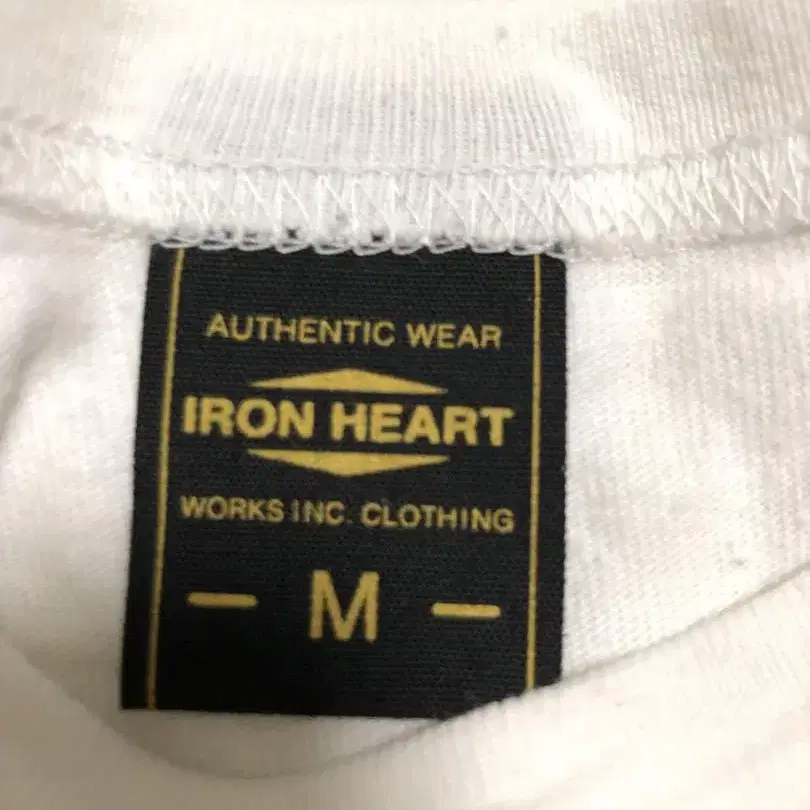 AUTHENTIC WEAR
IRON HEART
WORKS INC. CLOTHING
— M —